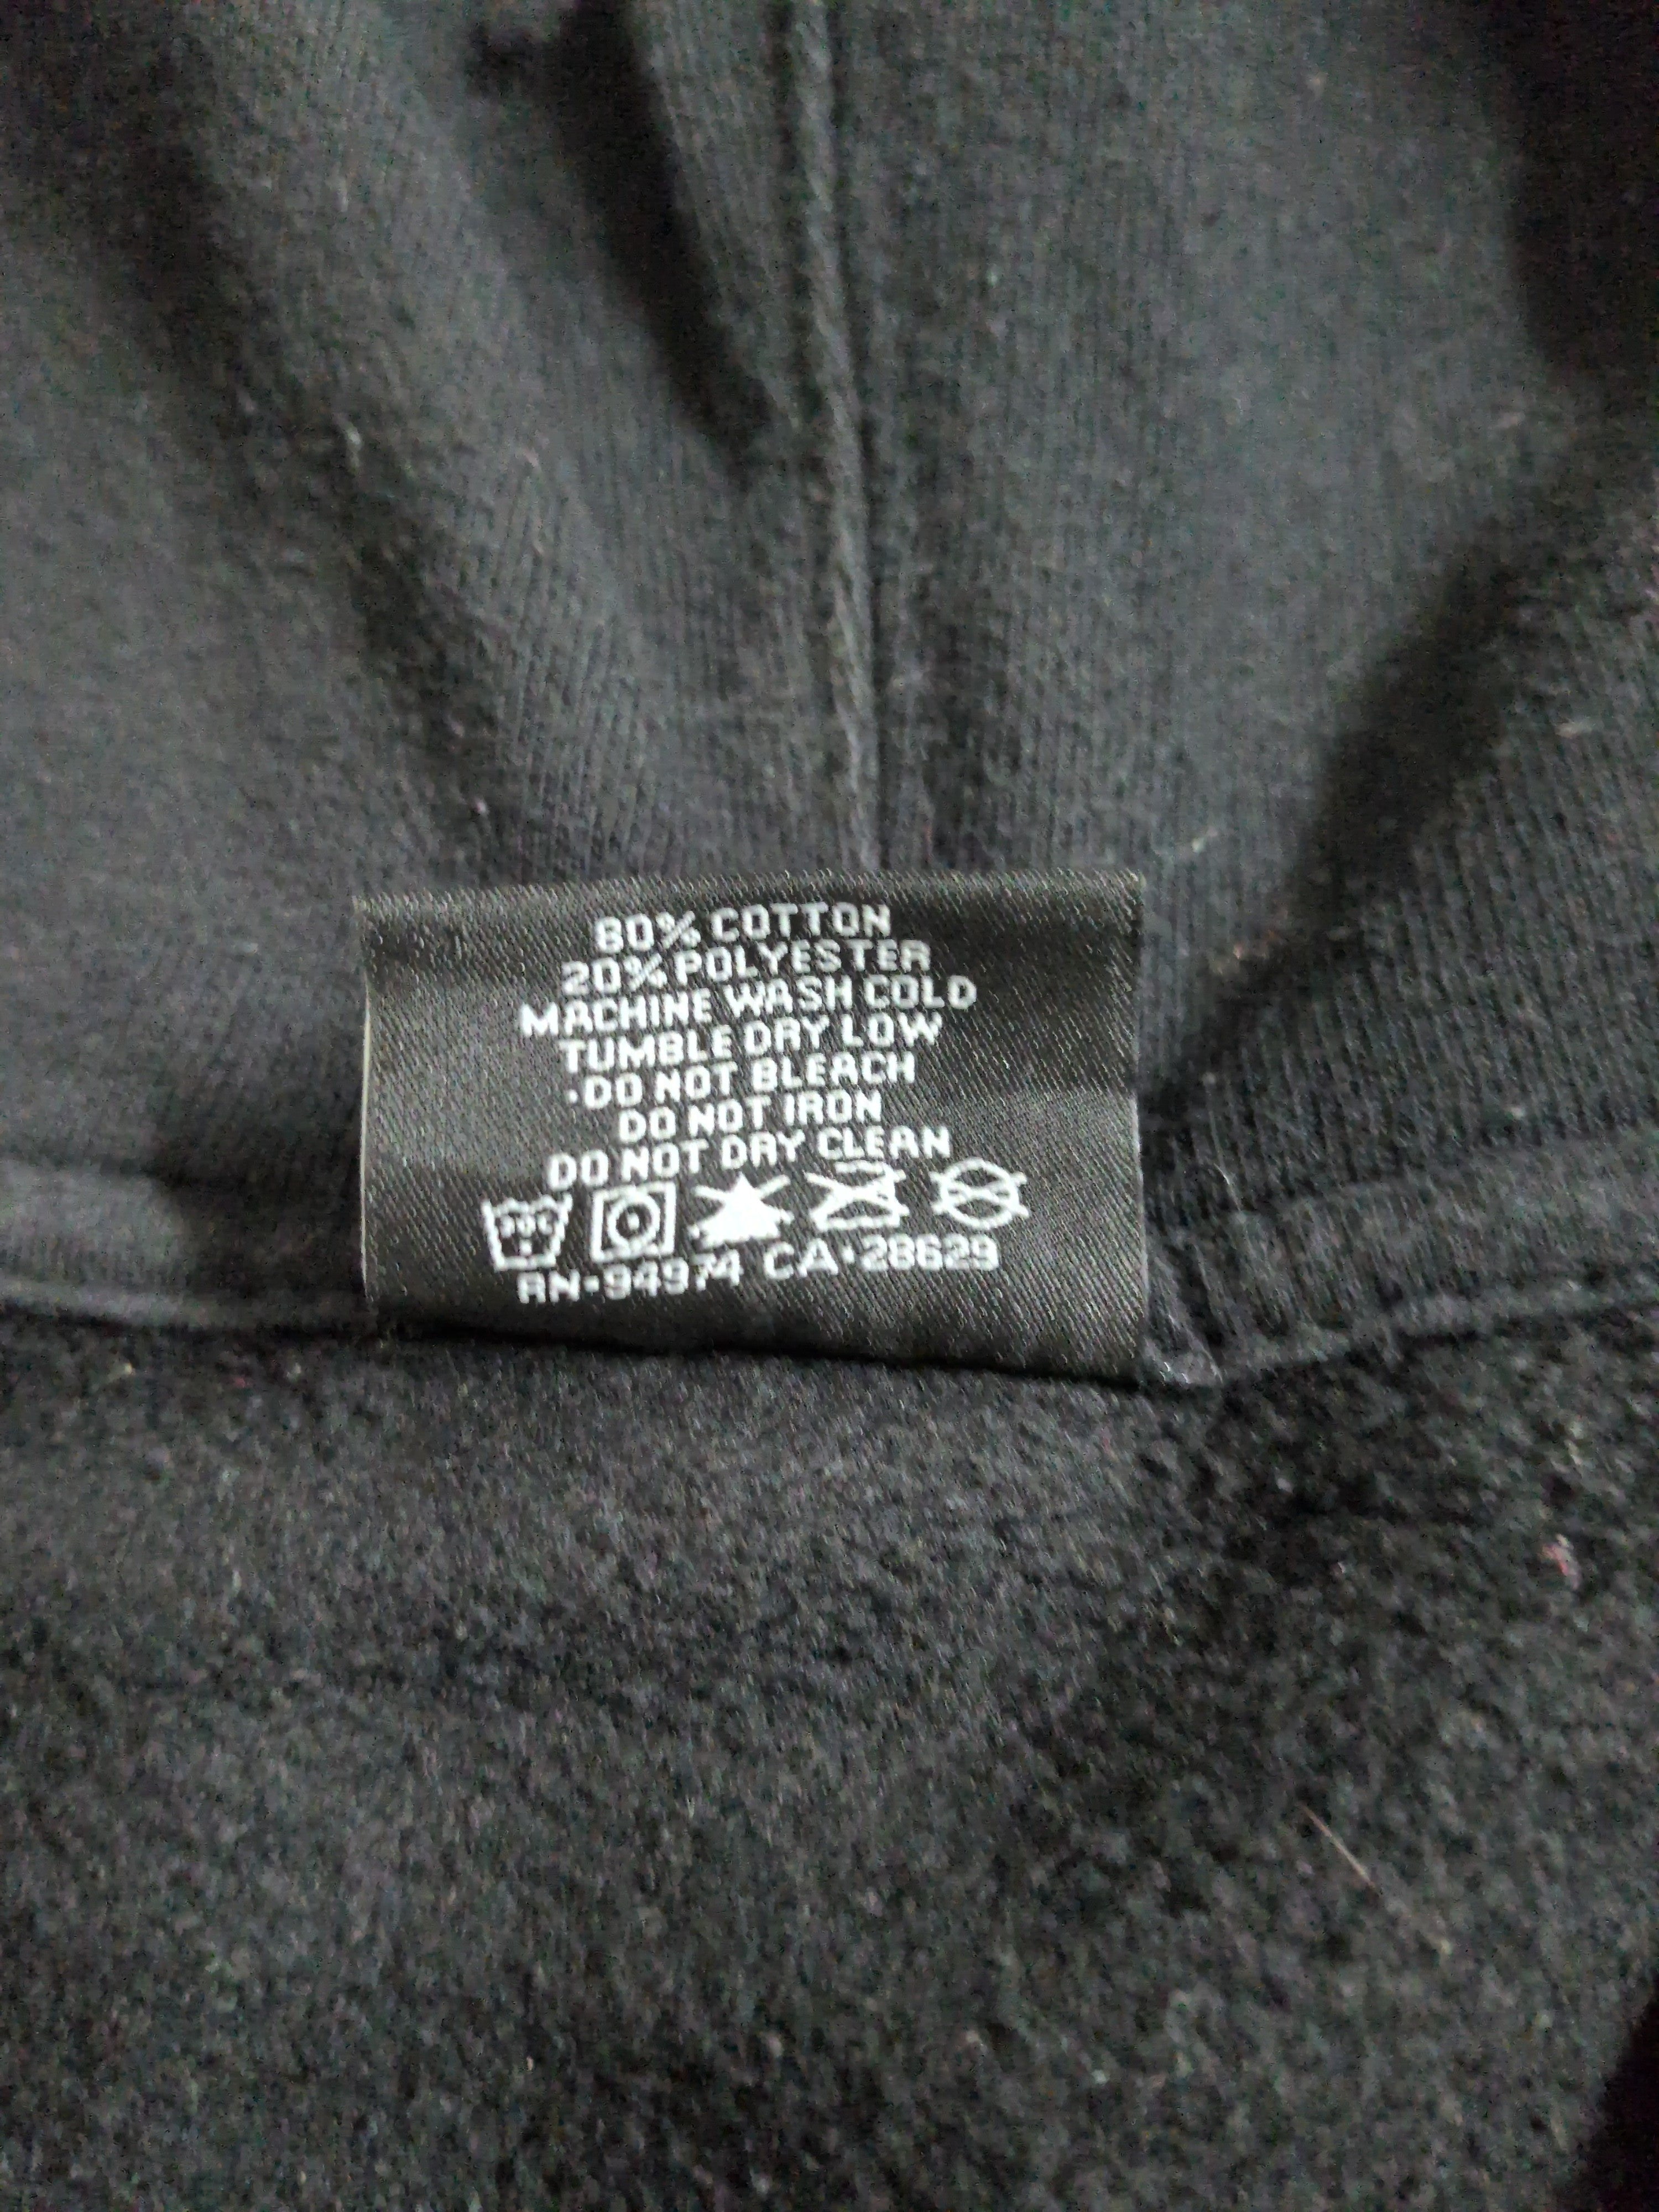 80% COTTON
20% POLYESTER
MACHINE WASH COLD
TUMBLE DRY LOW
·DO NOT BLEACH
DO NOT IRON
DO NOT DRY CLEAN
30C
RN-94974 CA·28629